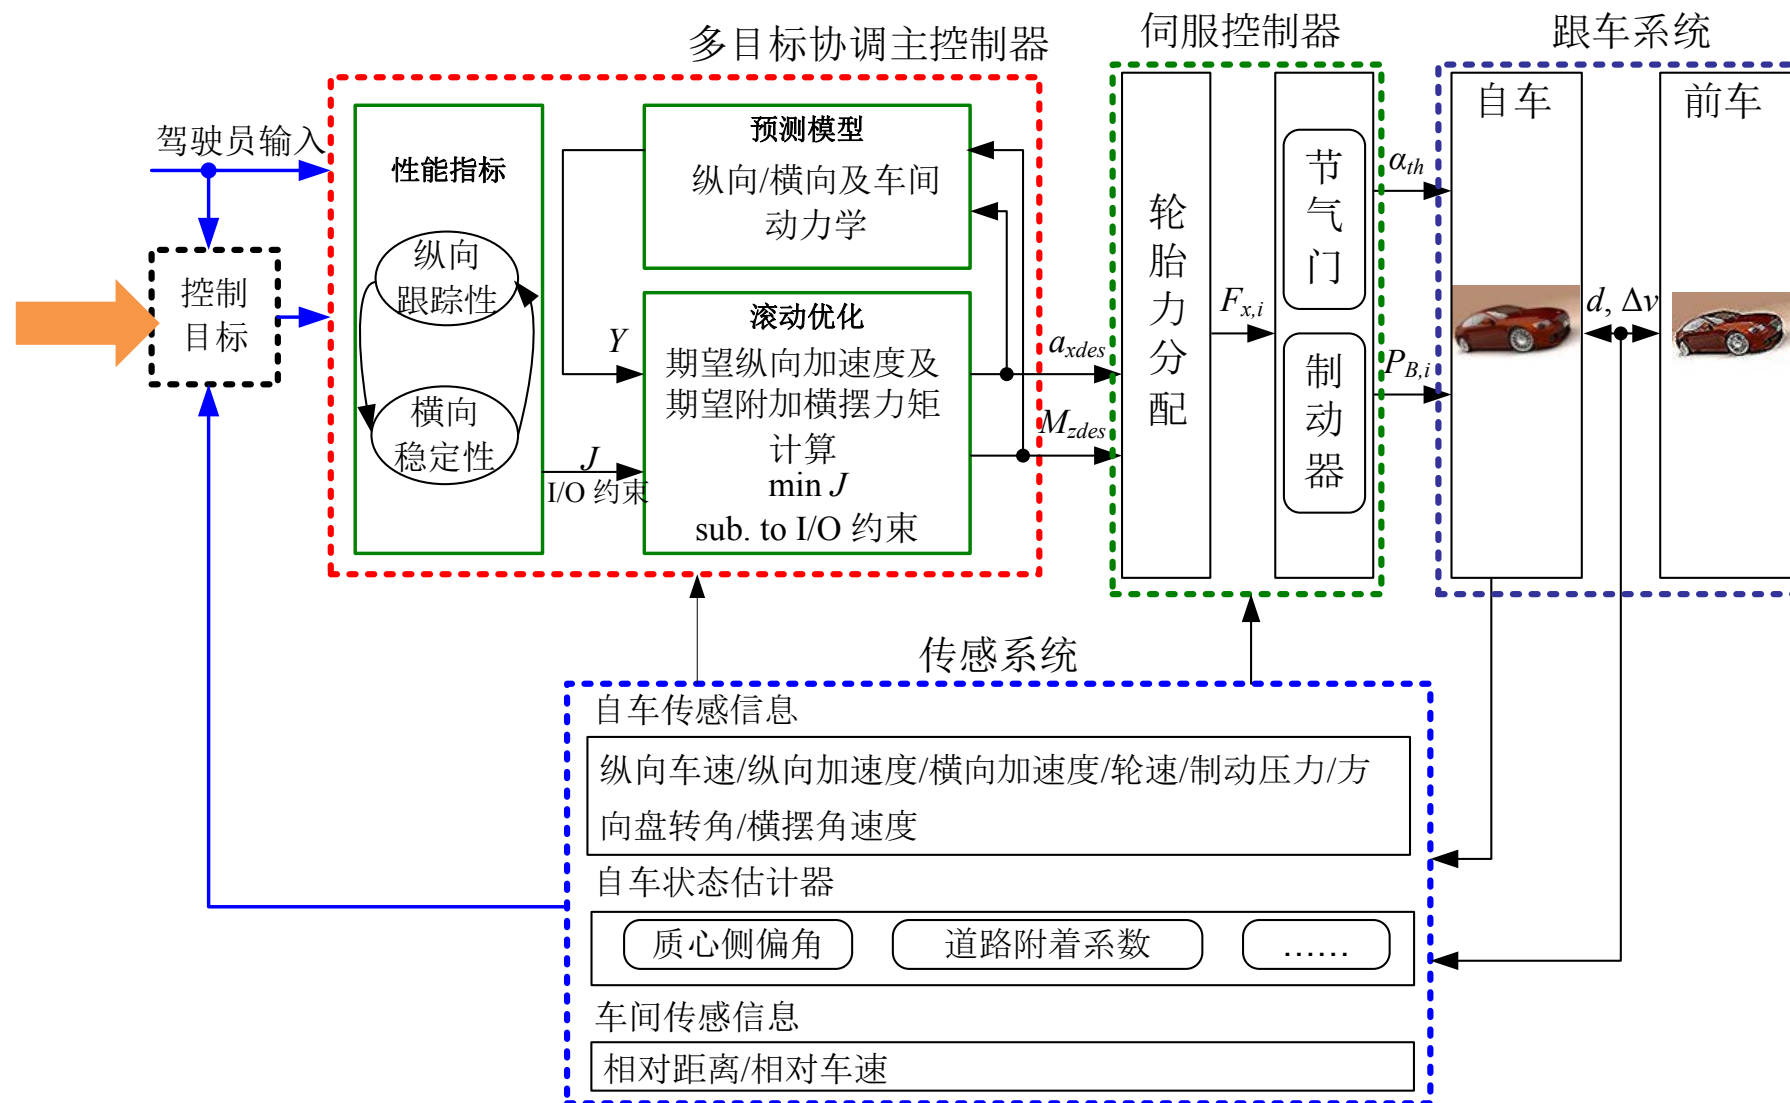 多目标协调主控制器
伺服控制器
跟车系统
驾驶员输入
控制
目标
性能指标
纵向
跟踪性
横向
稳定性
J
I/O 约束
预测模型
纵向/横向及车间
动力学
Y
滚动优化
期望纵向加速度及
期望附加横摆力矩
计算
min J
sub. to I/O 约束
axdes
Mzdes
轮
胎
力
分
配
Fx,i
节
气
门
制
动
器
αth
PB,i
自车
d, Δv
前车
传感系统
自车传感信息
纵向车速/纵向加速度/横向加速度/轮速/制动压力/方
向盘转角/横摆角速度
自车状态估计器
质心侧偏角
道路附着系数
……
车间传感信息
相对距离/相对车速